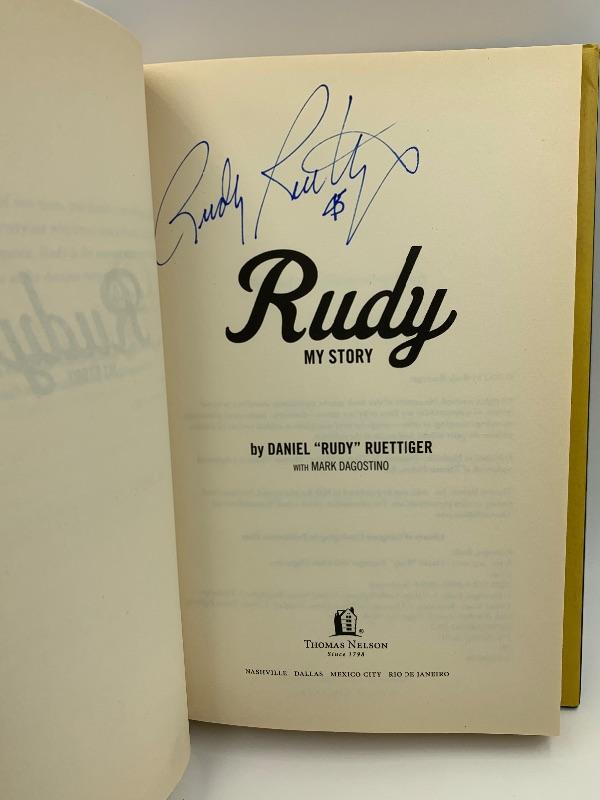 Rudy Ruettiger
45
Rudy
MY STORY
by DANIEL “RUDY” RUETTIGER
WITH MARK DAGOSTINO
THOMAS NELSON
Since 1798
NASHVILLE DALLAS MEXICO CITY RIO DE JANEIRO